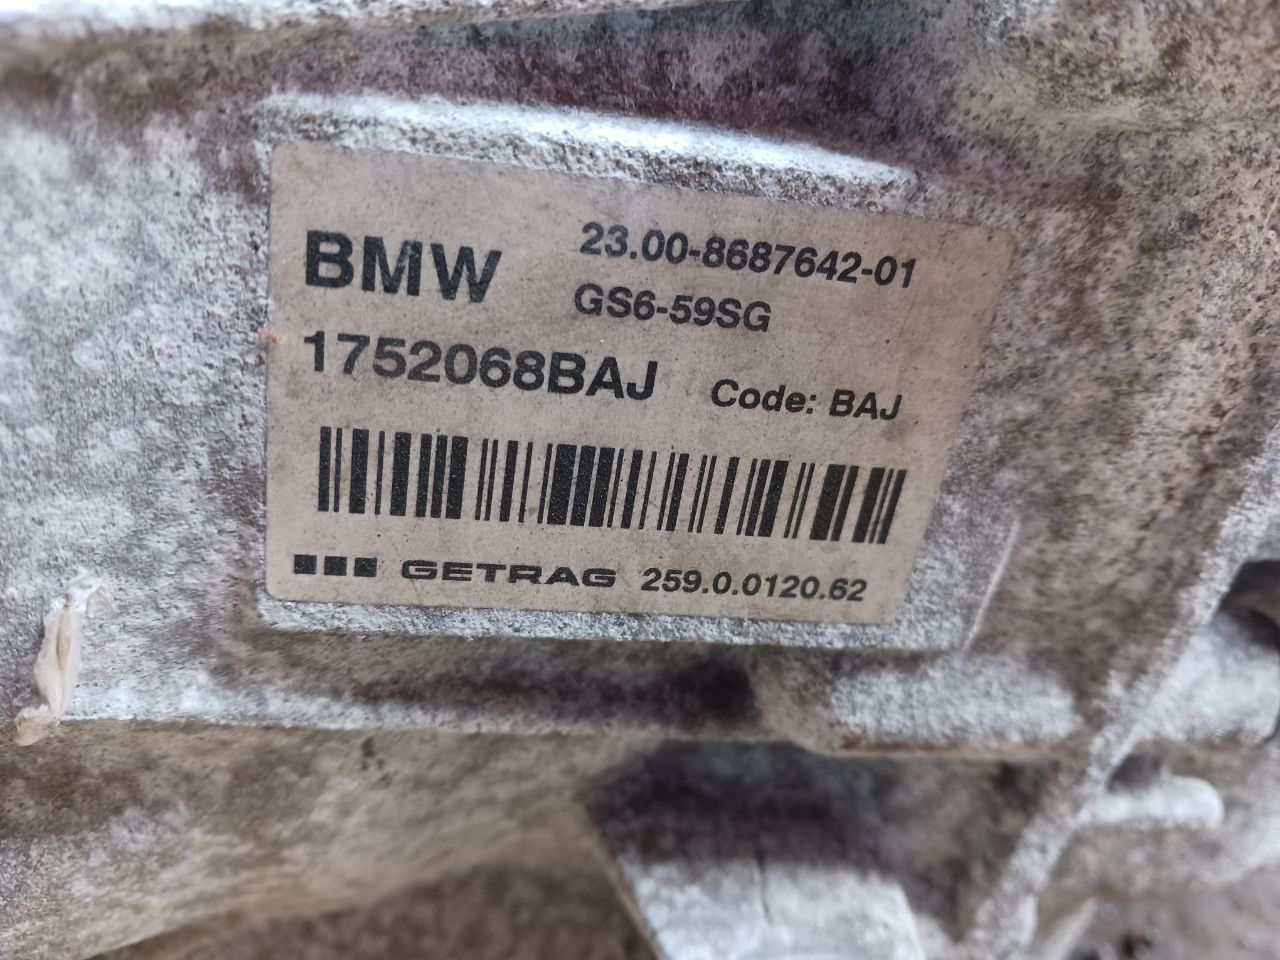 BMW 23.00-8687642-01
GS6-59SG
1752068BAJ Code: BAJ
GETRAG 259.0.0120.62